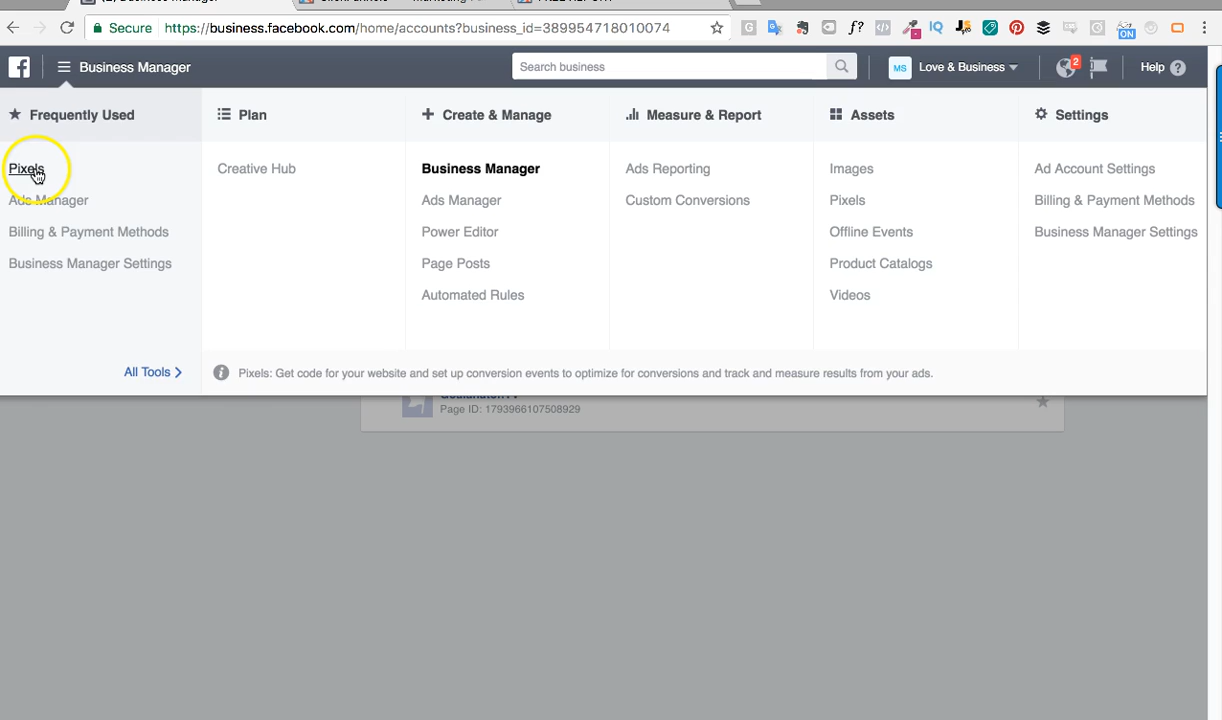 Secure https://business.facebook.com/home/accounts?business_id=389954718010074
Business Manager
Search business
MS Love & Business
2
Help
Frequently Used
Pixels
Ads Manager
Billing & Payment Methods
Business Manager Settings
All Tools
Plan
Creative Hub
Create & Manage
Business Manager
Ads Manager
Power Editor
Page Posts
Automated Rules
Measure & Report
Ads Reporting
Custom Conversions
Assets
Images
Pixels
Offline Events
Product Catalogs
Videos
Settings
Ad Account Settings
Billing & Payment Methods
Business Manager Settings
Pixels: Get code for your website and set up conversion events to optimize for conversions and track and measure results from your ads.
Page ID: 1793966107508929